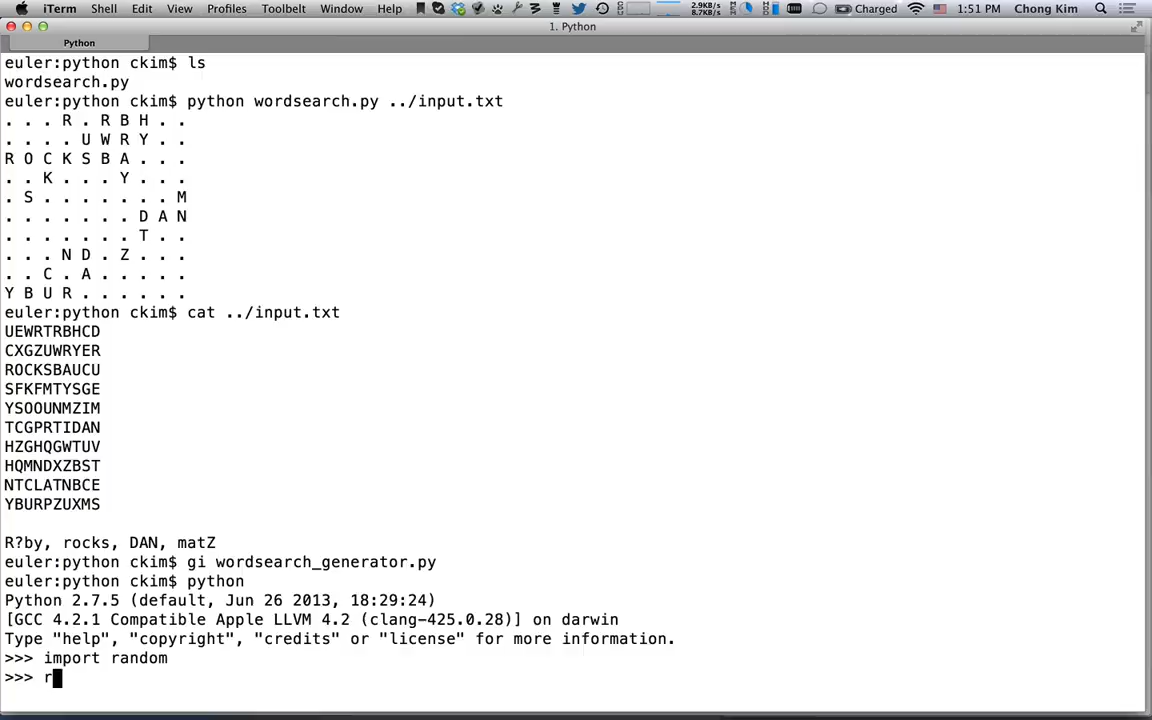 iTerm Shell Edit View Profiles Toolbelt Window Help 2.9KB/s 8.7KB/s Charged 1:51 PM Chong Kim
1. Python
Python
euler:python ckim$ ls
wordsearch.py
euler:python ckim$ python wordsearch.py ../input.txt
. . . R . R B H . .
. . . . U W R Y . .
R O C K S B A . . .
. . K . . . Y . . .
. S . . . . . . . M
. . . . . . . D A N
. . . . . . . T . .
. . . N D . Z . . .
. . C . A . . . . .
Y B U R . . . . . .
euler:python ckim$ cat ../input.txt
UEWRTRBHCD
CXGZUWRYER
ROCKSBAUCU
SFKFMTYSGE
YSOOUNMZIM
TCGPRTIDAN
HZGHQGWTUV
HQMNDXZBST
NTCLATNBCE
YBURPZUXMS
R?by, rocks, DAN, matZ
euler:python ckim$ gi wordsearch_generator.py
euler:python ckim$ python
Python 2.7.5 (default, Jun 26 2013, 18:29:24)
[GCC 4.2.1 Compatible Apple LLVM 4.2 (clang-425.0.28)] on darwin
Type "help", "copyright", "credits" or "license" for more information.
>>> import random
>>> r